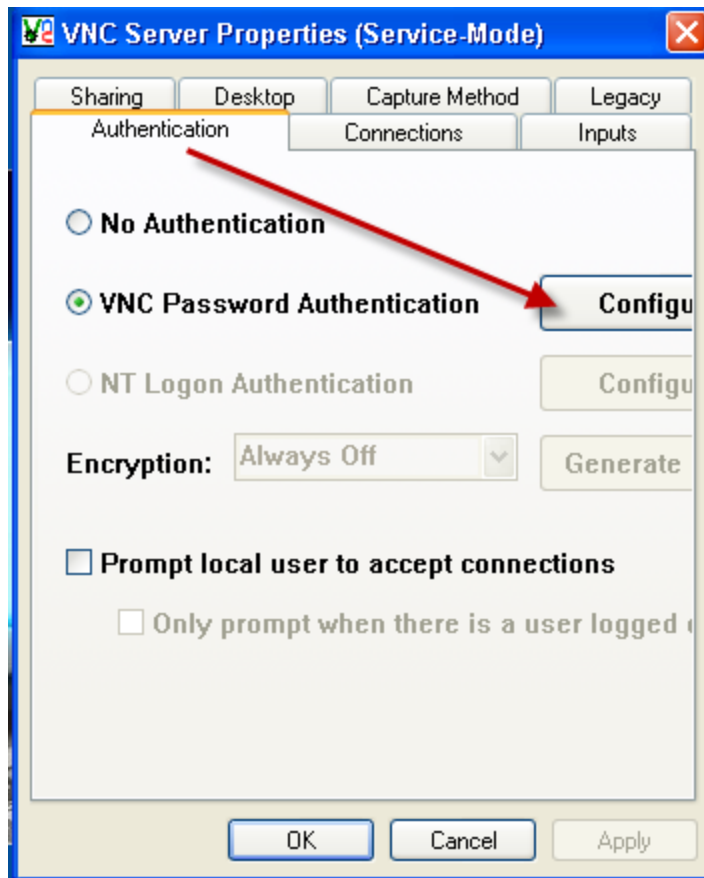 VNC Server Properties (Service-Mode)
Sharing Desktop Capture Method Legacy
Authentication Connections Inputs
No Authentication
VNC Password Authentication Configu
NT Logon Authentication Configu
Encryption: Always Off Generate
Prompt local user to accept connections
Only prompt when there is a user logged
OK Cancel Apply